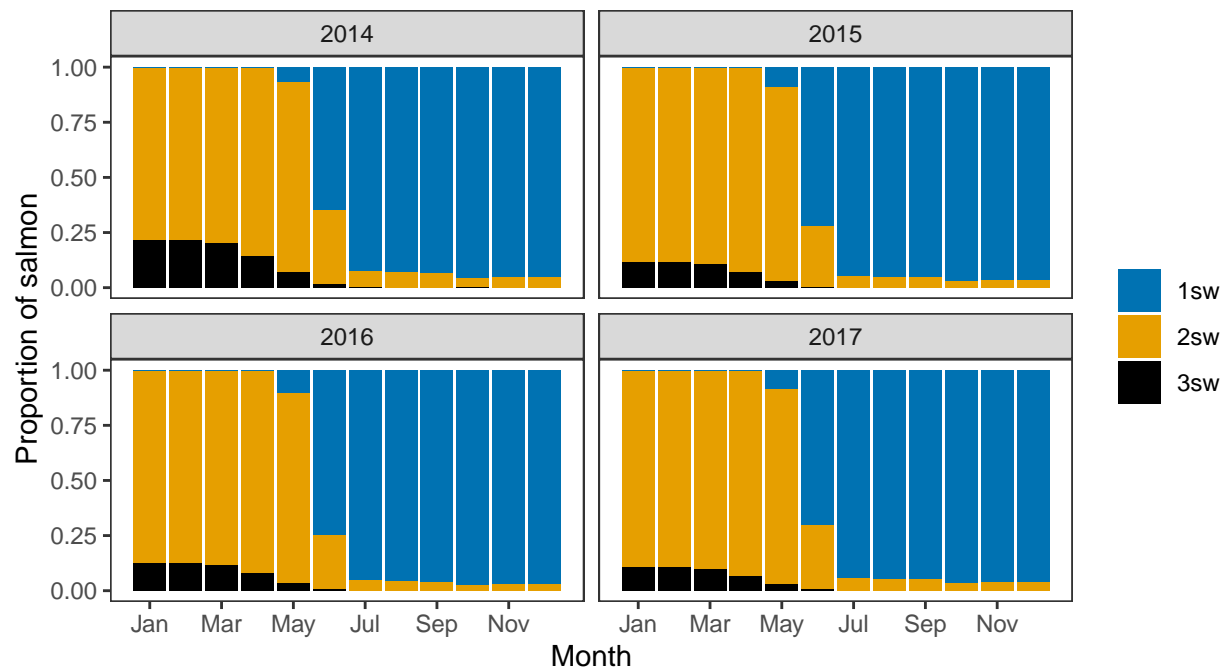 2014
2015
1.00
0.75
0.50
0.25
0.00
2016
2017
1.00
0.75
0.50
0.25
0.00
Jan Mar May Jul Sep Nov
Jan Mar May Jul Sep Nov
Month
Proportion of salmon
1sw
2sw
3sw